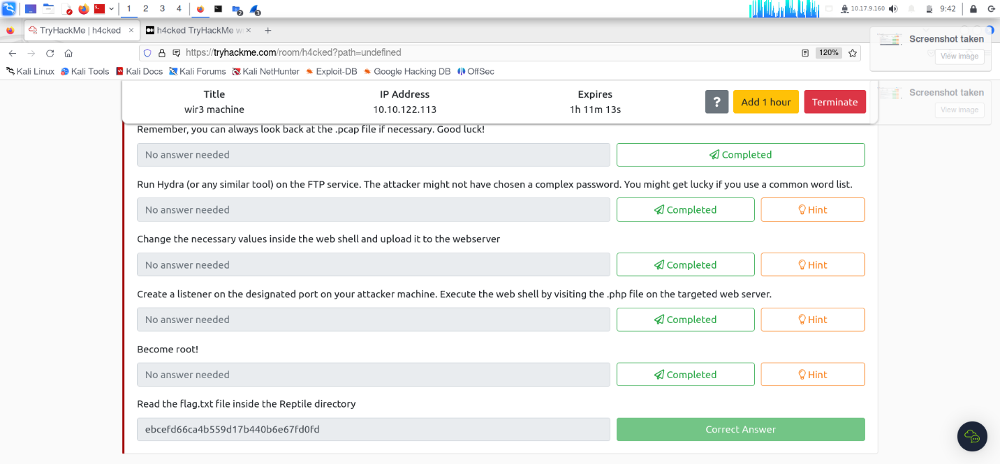 1 2 3 4 2 3 10.17.9.160 9:42
TryHackMe | h4cked × h4cked TryHackMe w × +
https://tryhackme.com/room/h4cked?path=undefined 120%
Kali Linux Kali Tools Kali Docs Kali Forums Kali NetHunter Exploit-DB Google Hacking DB OffSec
Screenshot taken
View image
Screenshot taken
View image
Title IP Address Expires
wir3 machine 10.10.122.113 1h 11m 13s
? Add 1 hour Terminate
Remember, you can always look back at the .pcap file if necessary. Good luck!
No answer needed Completed
Run Hydra (or any similar tool) on the FTP service. The attacker might not have chosen a complex password. You might get lucky if you use a common word list.
No answer needed Completed Hint
Change the necessary values inside the web shell and upload it to the webserver
No answer needed Completed Hint
Create a listener on the designated port on your attacker machine. Execute the web shell by visiting the .php file on the targeted web server.
No answer needed Completed Hint
Become root!
No answer needed Completed Hint
Read the flag.txt file inside the Reptile directory
ebcefd66ca4b559d17b440b6e67fd0fd Correct Answer